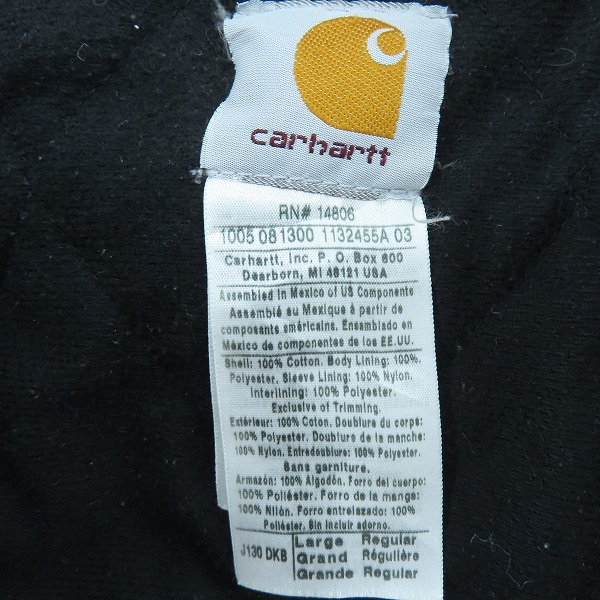 carhartt
RN# 14806
1005 081300 1132455A 03
Carhartt, Inc. P. O. Box 600
Dearborn, MI 48121 USA
Assembled in Mexico of US Components
Assemblé au Mexique à partir de
composants américains. Ensamblado en
México de componentes de los EE.UU.
Shell: 100% Cotton. Body Lining: 100%.
Polyester, Sleeve Lining: 100% Nylon.
Interlining: 100% Polyester.
Exclusive of Trimming.
Extérieur: 100% Coton. Doublure du corps:
100% Polyester. Doublure de la manche:
100% Nylon. Entredoublure: 100% Polyester.
Sans garniture.
Armazón: 100% Algodón. Forro del cuerpo:
100% Poliéster. Forro de la manga:
100% Nilón. Forro entrelazado: 100%
Poliéster. Sin incluir adorno.
J130 DKB Large Regular
Grand Régulière
Grande Regular